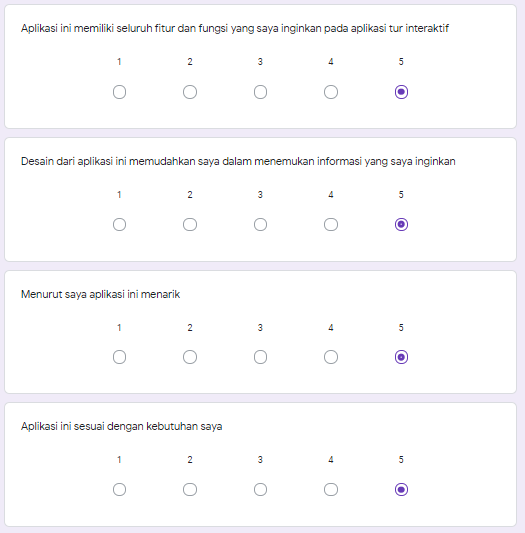 Aplikasi ini memiliki seluruh fitur dan fungsi yang saya inginkan pada aplikasi tur interaktif
1 2 3 4 5
Desain dari aplikasi ini memudahkan saya dalam menemukan informasi yang saya inginkan
1 2 3 4 5
Menurut saya aplikasi ini menarik
1 2 3 4 5
Aplikasi ini sesuai dengan kebutuhan saya
1 2 3 4 5